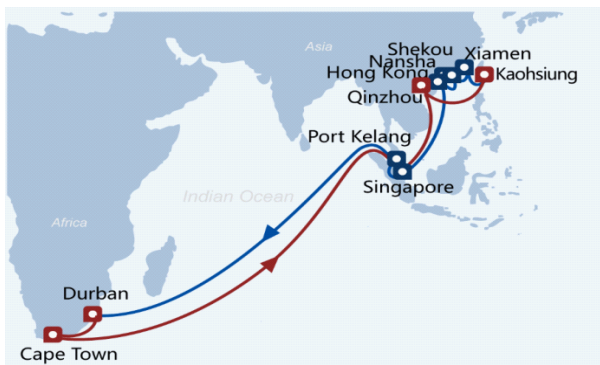 Shekou
Xiamen
Asia
Nansha
Hong Kong
Kaohsiung
Qinzhou
Port Kelang
Singapore
Indian Ocean
Africa
Durban
Cape Town